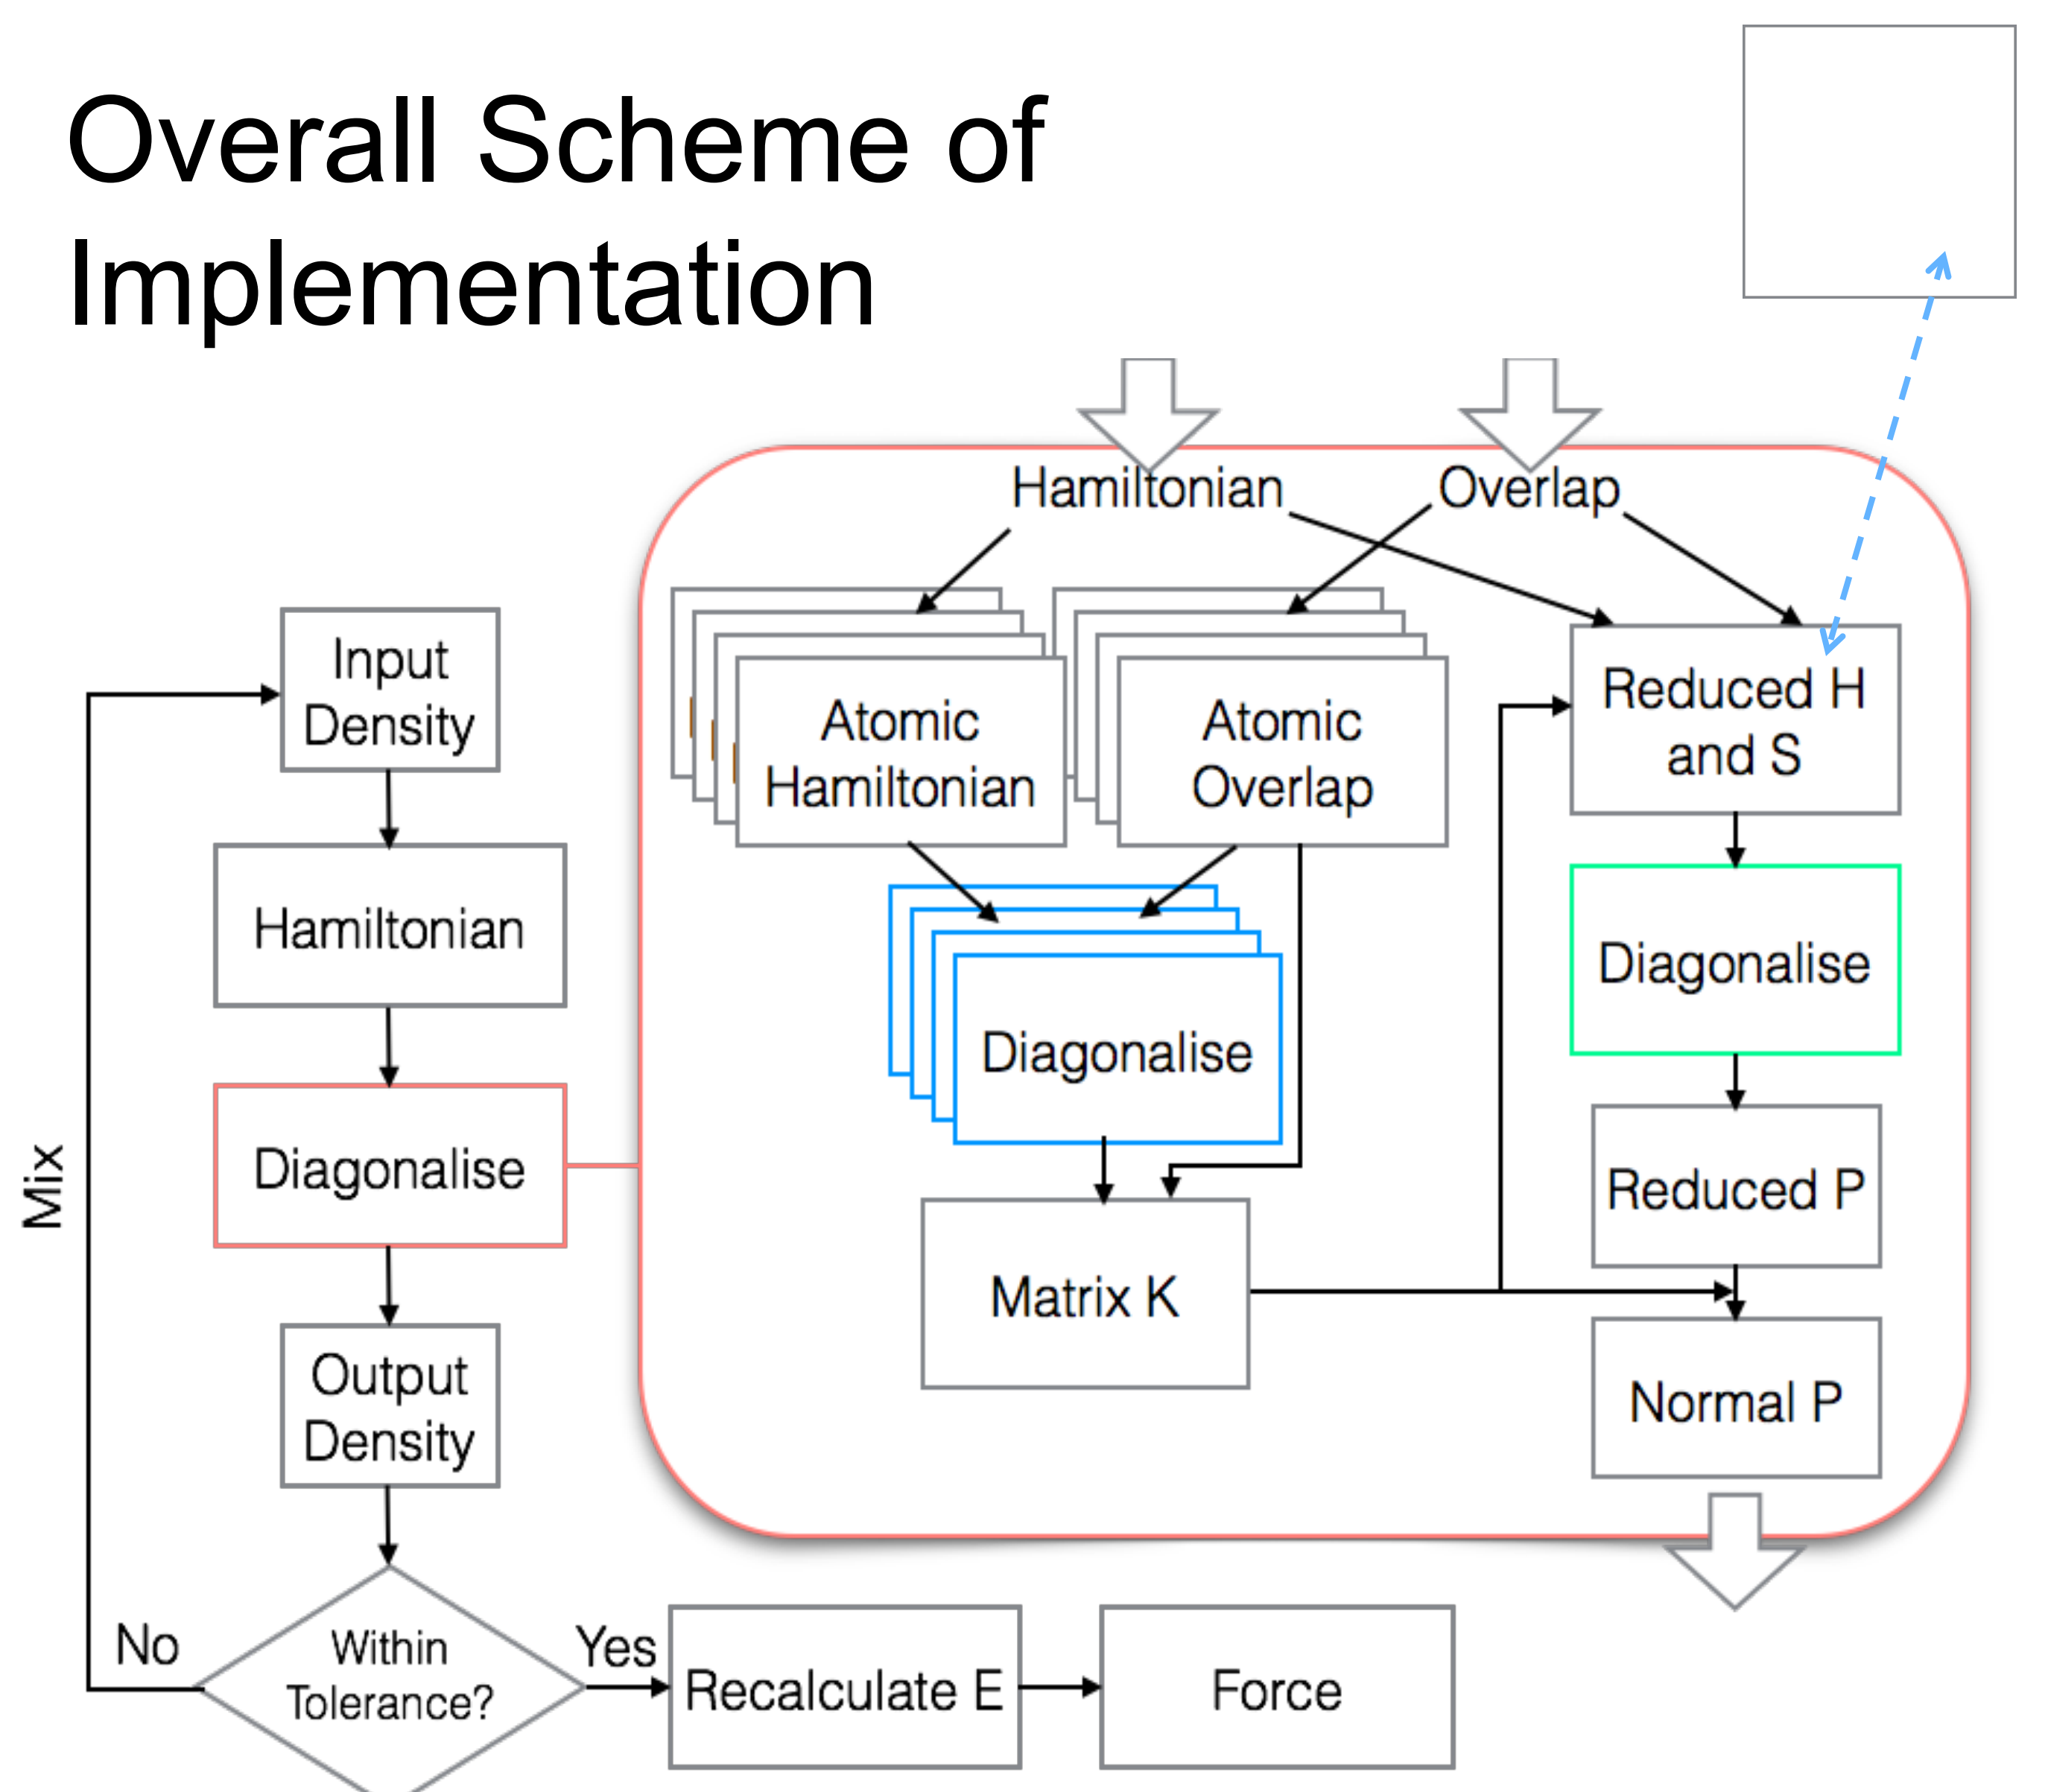 Overall Scheme of
Implementation
Hamiltonian
Overlap
Input
Density
Hamiltonian
Diagonalise
Output
Density
Within
Tolerance?
Mix
No
Yes
Recalculate E
Force
Atomic
Hamiltonian
Atomic
Overlap
Diagonalise
Matrix K
Reduced H
and S
Diagonalise
Reduced P
Normal P